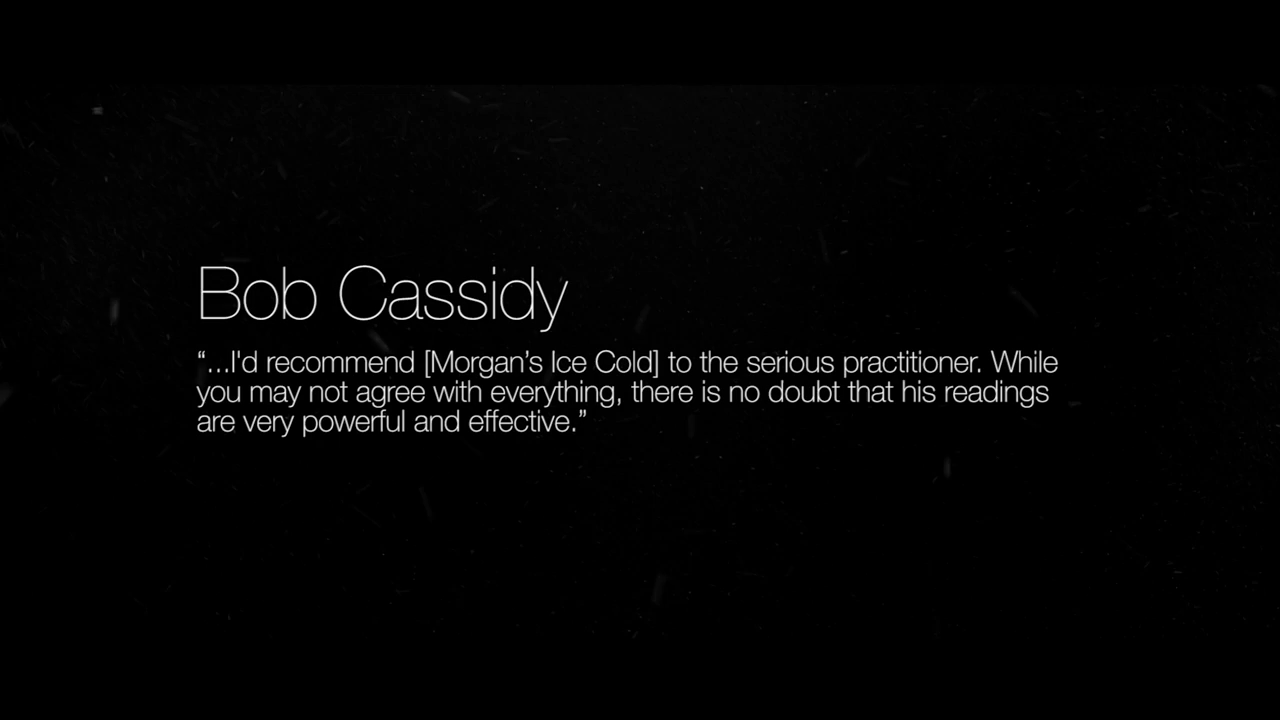 Bob Cassidy
“...I'd recommend [Morgan’s Ice Cold] to the serious practitioner. While
you may not agree with everything, there is no doubt that his readings
are very powerful and effective.”